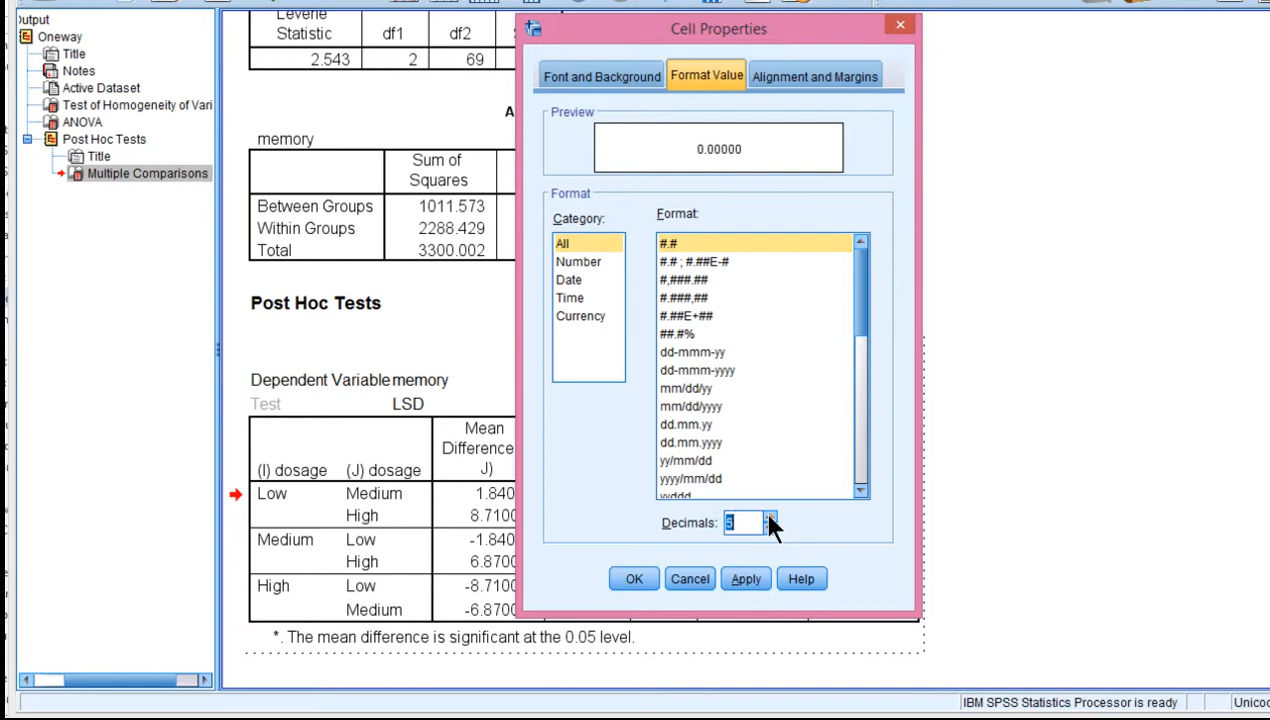 Output
Oneway
Title
Notes
Active Dataset
Test of Homogeneity of Vari
ANOVA
Post Hoc Tests
Title
Multiple Comparisons
Levene
Statistic df1 df2
2.543 2 69
A
memory
Sum of
Squares
Between Groups 1011.573
Within Groups 2288.429
Total 3300.002
Post Hoc Tests
Dependent Variable memory
Test LSD
Mean
Difference
(I) dosage (J) dosage J)
Low Medium 1.840
High 8.7100
Medium Low -1.840
High 6.8700
High Low -8.7100
Medium -6.8700
*. The mean difference is significant at the 0.05 level.
Cell Properties
Font and Background Format Value Alignment and Margins
Preview
0.00000
Format
Category: Format:
All
Number
Date
Time
Currency
#.#
#.# ; #.##E-#
#,###.##
#.###,##
#.##E+##
##.#%
dd-mmm-yy
dd-mmm-yyyy
mm/dd/yy
mm/dd/yyyy
dd.mm.yy
dd.mm.yyyy
yy/mm/dd
yyyy/mm/dd
yyddd
Decimals: 5
OK Cancel Apply Help
IBM SPSS Statistics Processor is ready
Unico